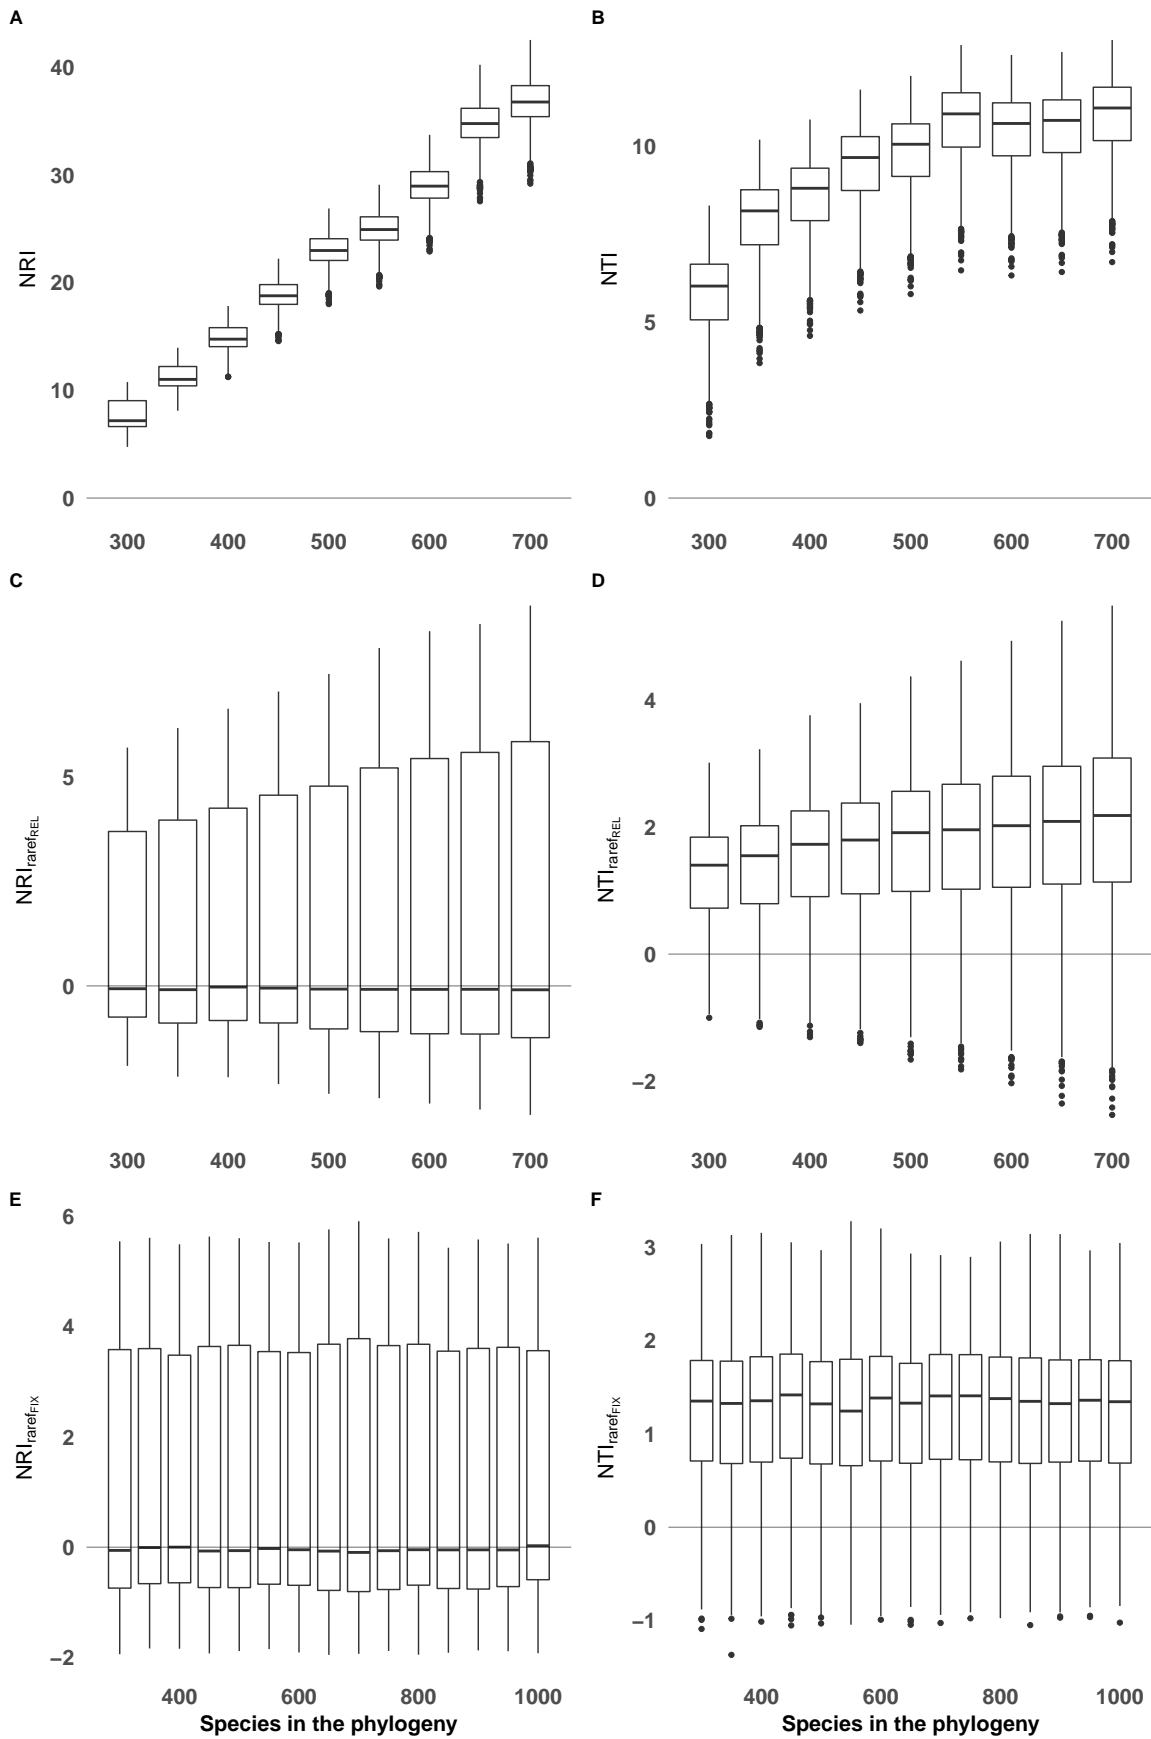 A
NRI
40
30
20
10
0
300 400 500 600 700
B
NTI
10
5
0
300 400 500 600 700
C
NRIrarefREL
5
0
300 400 500 600 700
D
NTIrarefREL
4
2
0
−2
300 400 500 600 700
E
NRIrarefFIX
6
4
2
0
−2
400 600 800 1000
Species in the phylogeny
F
NTIrarefFIX
3
2
1
0
−1
400 600 800 1000
Species in the phylogeny